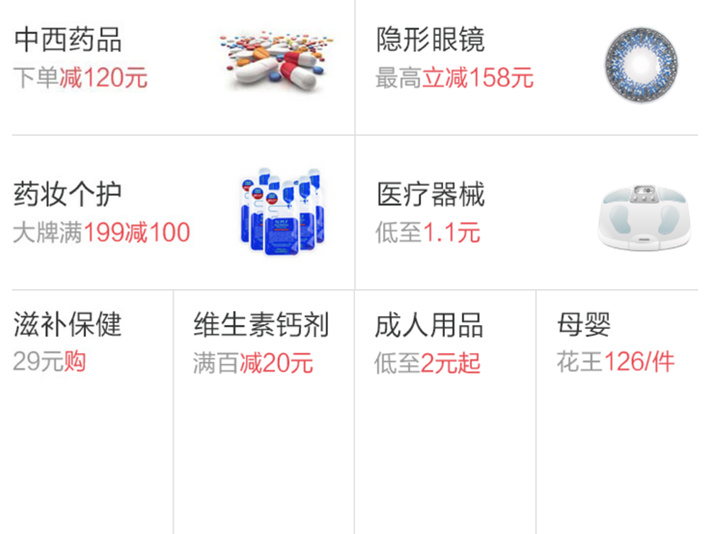 中西药品
下单减120元
隐形眼镜
最高立减158元
药妆个护
大牌满199减100
医疗器械
低至1.1元
滋补保健
29元购
维生素钙剂
满百减20元
成人用品
低至2元起
母婴
花王126/件